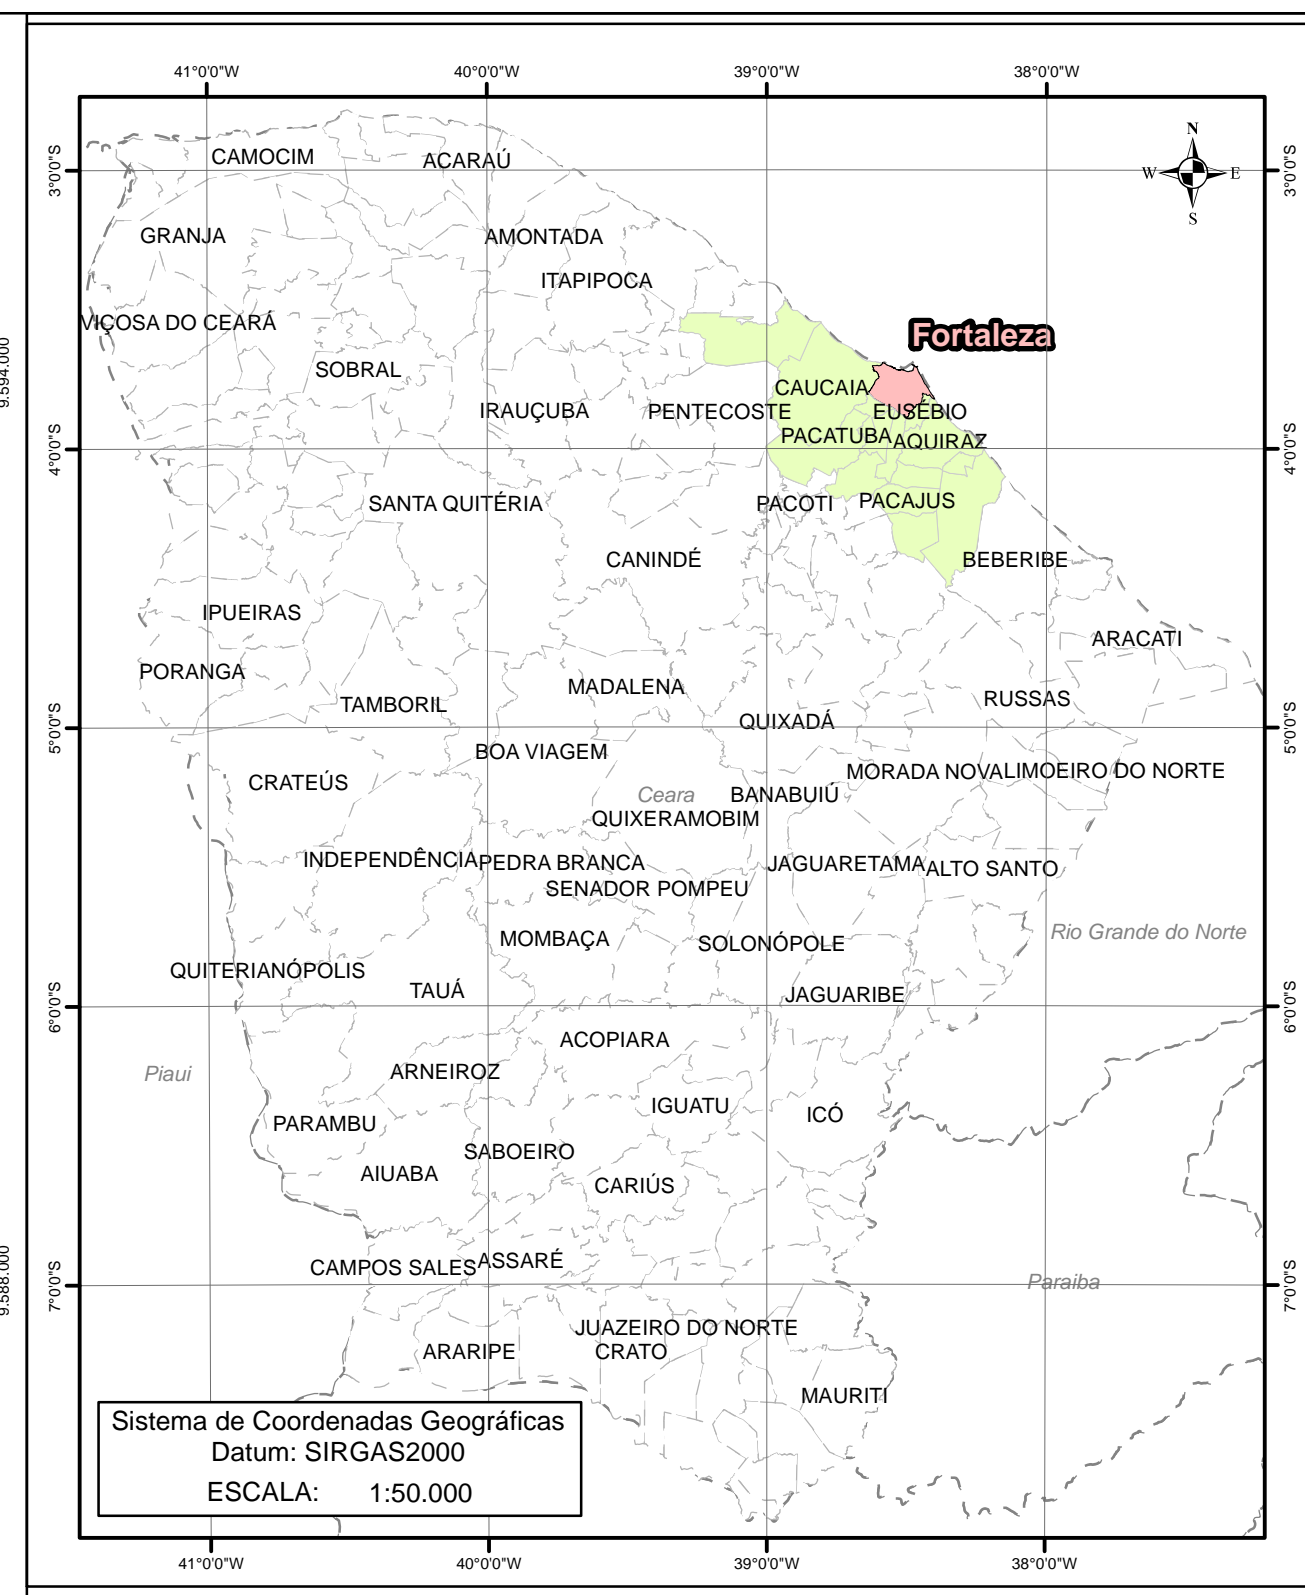 41°0'0"W 40°0'0"W 39°0'0"W 38°0'0"W
N
W E
S
3°0'0"S 3°0'0"S
CAMOCIM ACARAÚ
GRANJA AMONTADA
ITAPIPOCA
VIÇOSA DO CEARÁ
Fortaleza
9.594.000
SOBRAL CAUCAIA
IRAUÇUBA PENTECOSTE EUSÉBIO
PACATUBA AQUIRAZ
4°0'0"S 4°0'0"S
SANTA QUITÉRIA PACOTI PACAJUS
CANINDÉ BEBERIBE
IPUEIRAS
ARACATI
PORANGA MADALENA
TAMBORIL RUSSAS
QUIXADÁ
5°0'0"S 5°0'0"S
BOA VIAGEM
MORADA NOVA LIMOEIRO DO NORTE
CRATEÚS Ceara BANABUIÚ
QUIXERAMOBIM
INDEPENDÊNCIA PEDRA BRANCA JAGUARETAMA ALTO SANTO
SENADOR POMPEU
MOMBAÇA SOLONÓPOLE Rio Grande do Norte
QUITERIANÓPOLIS
TAUÁ JAGUARIBE
6°0'0"S 6°0'0"S
ACOPIARA
Piaui ARNEIROZ
IGUATU ICÓ
PARAMBU
SABOEIRO
AIUABA CARIÚS
9.588.000
CAMPOS SALES ASSARÉ
7°0'0"S Paraiba 7°0'0"S
JUAZEIRO DO NORTE
ARARIPE CRATO
MAURITI
Sistema de Coordenadas Geográficas
Datum: SIRGAS2000
ESCALA: 1:50.000
41°0'0"W 40°0'0"W 39°0'0"W 38°0'0"W